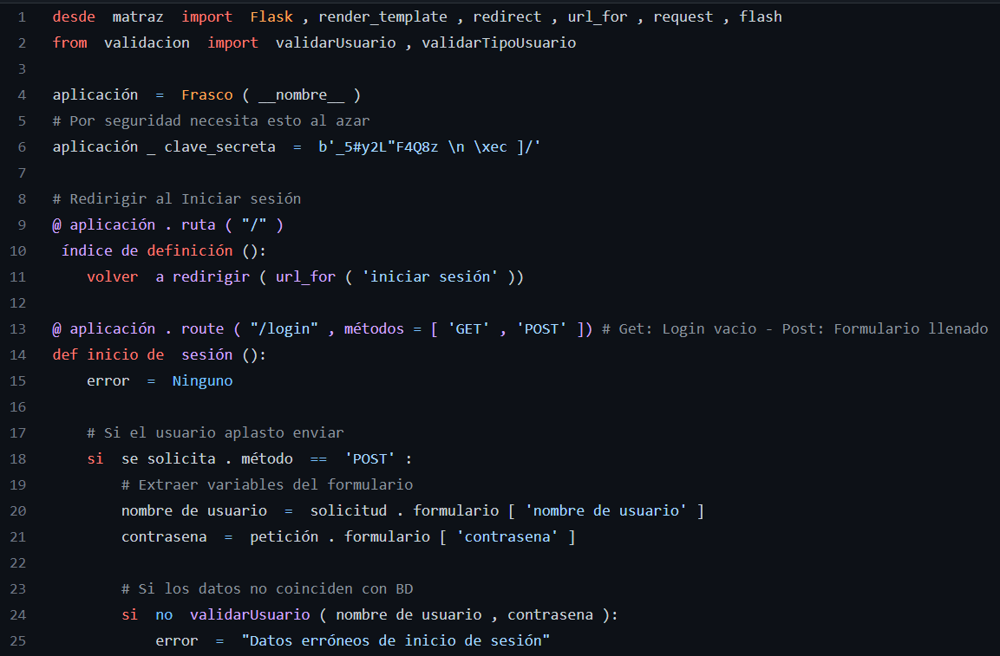 1 desde matraz import Flask , render_template , redirect , url_for , request , flash
2 from validacion import validarUsuario , validarTipoUsuario
3
4 aplicación = Frasco ( __nombre__ )
5 # Por seguridad necesita esto al azar
6 aplicación _ clave_secreta = b'_5#y2L"F4Q8z \n \xec ]/'
7
8 # Redirigir al Iniciar sesión
9 @ aplicación . ruta ( "/" )
10 índice de definición ():
11 volver a redirigir ( url_for ( 'iniciar sesión' ))
12
13 @ aplicación . route ( "/login" , métodos = [ 'GET' , 'POST' ]) # Get: Login vacio - Post: Formulario llenado
14 def inicio de sesión ():
15 error = Ninguno
16
17 # Si el usuario aplasto enviar
18 si se solicita . método == 'POST' :
19 # Extraer variables del formulario
20 nombre de usuario = solicitud . formulario [ 'nombre de usuario' ]
21 contrasena = petición . formulario [ 'contrasena' ]
22
23 # Si los datos no coinciden con BD
24 si no validarUsuario ( nombre de usuario , contrasena ):
25 error = "Datos erróneos de inicio de sesión"